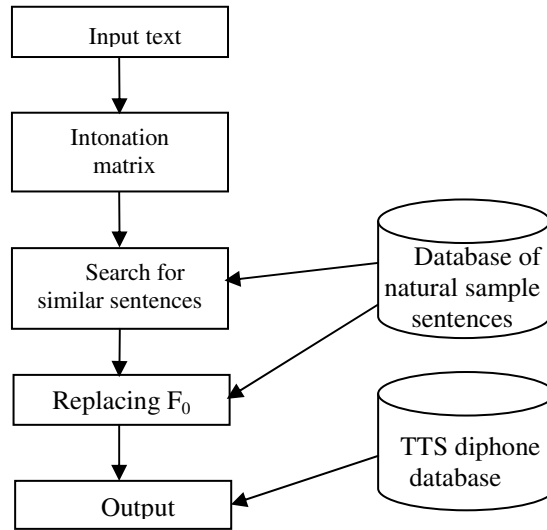 Input text
Intonation
matrix
Search for
similar sentences
Database of
natural sample
sentences
Replacing F₀
TTS diphone
database
Output